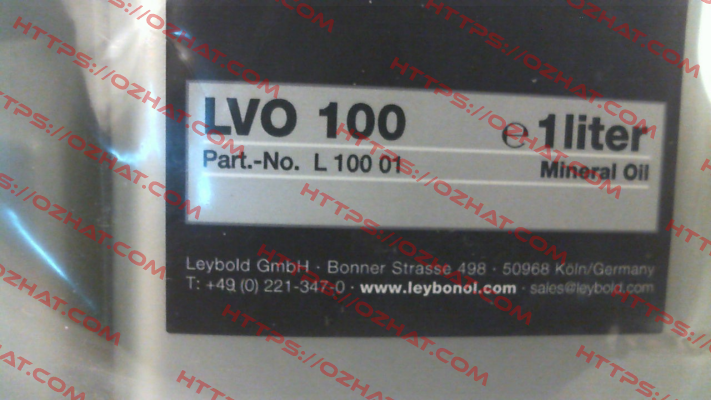 LVO 100
℮ 1 liter
Part.-No. L 100 01
Mineral Oil
Leybold GmbH · Bonner Strasse 498 · 50968 Köln/Germany
T: +49 (0) 221-347-0 · www.leybonol.com · sales@leybold.com
HTTPS://OZHAT.COM